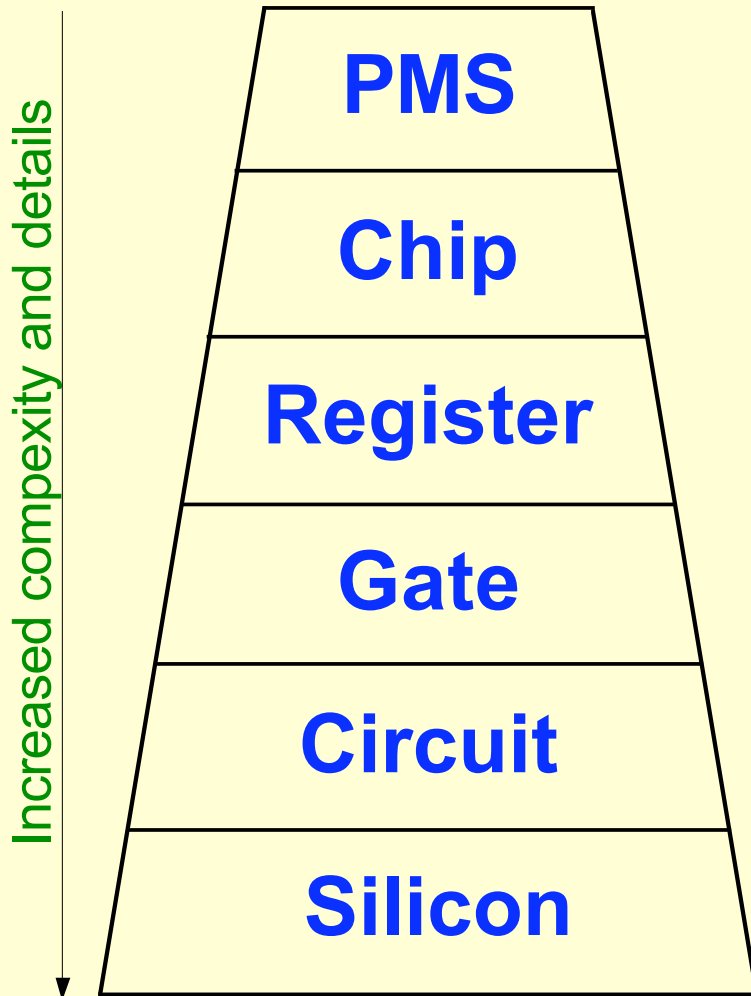 Increased compexity and details
PMS
Chip
Register
Gate
Circuit
Silicon